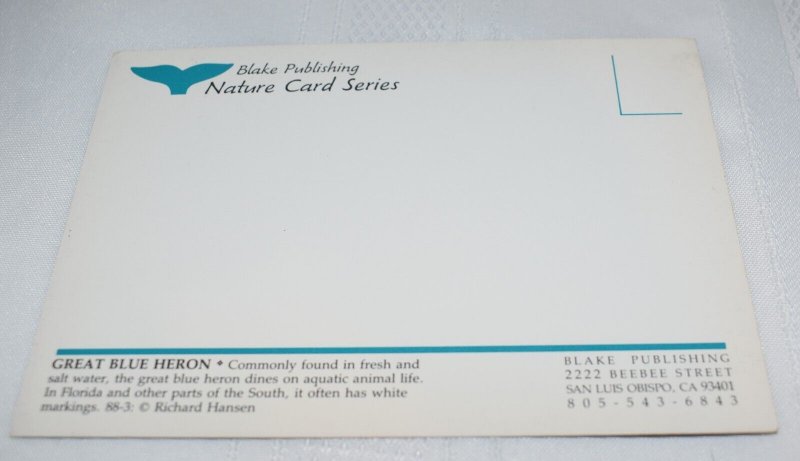 Blake Publishing
Nature Card Series
GREAT BLUE HERON • Commonly found in fresh and
salt water, the great blue heron dines on aquatic animal life.
In Florida and other parts of the South, it often has white
markings. 88-3: © Richard Hansen
BLAKE PUBLISHING
2222 BEEBEE STREET
SAN LUIS OBISPO, CA 93401
805-543-6843